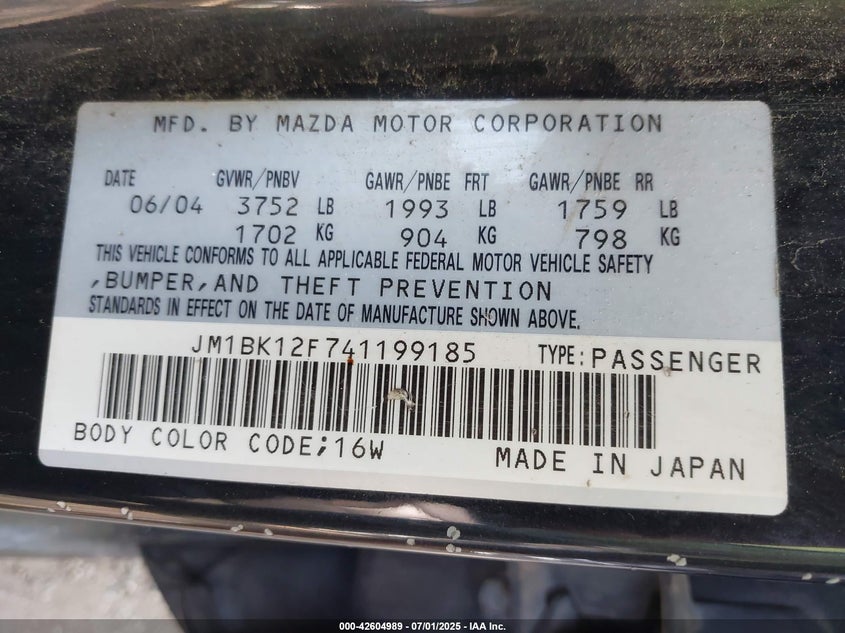 MFD. BY MAZDA MOTOR CORPORATION
DATE GVWR/PNBV GAWR/PNBE FRT GAWR/PNBE RR
06/04 3752 LB 1993 LB 1759 LB
1702 KG 904 KG 798 KG
THIS VEHICLE CONFORMS TO ALL APPLICABLE FEDERAL MOTOR VEHICLE SAFETY
,BUMPER,AND THEFT PREVENTION
STANDARDS IN EFFECT ON THE DATE OF MANUFACTURE SHOWN ABOVE.
JM1BK12F741199185 TYPE:PASSENGER
BODY COLOR CODE;16W
MADE IN JAPAN
000-42604989 - 07/01/2025 - IAA Inc.